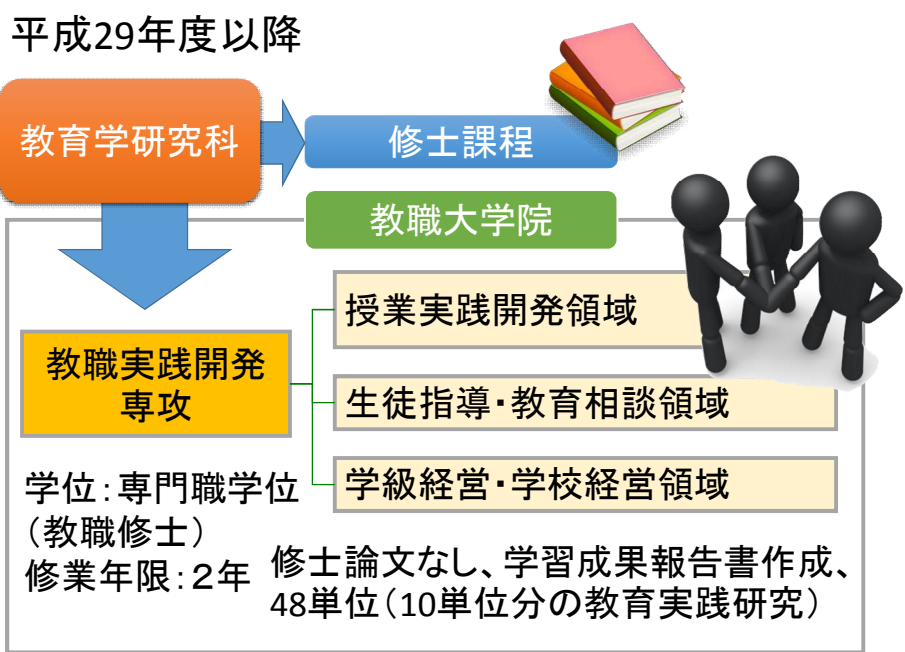 平成29年度以降
教育学研究科
修士課程
教職大学院
授業実践開発領域
教職実践開発
専攻
生徒指導・教育相談領域
学級経営・学校経営領域
学位：専門職学位
（教職修士）
修業年限：２年
修士論文なし、学習成果報告書作成、
48単位（10単位分の教育実践研究）